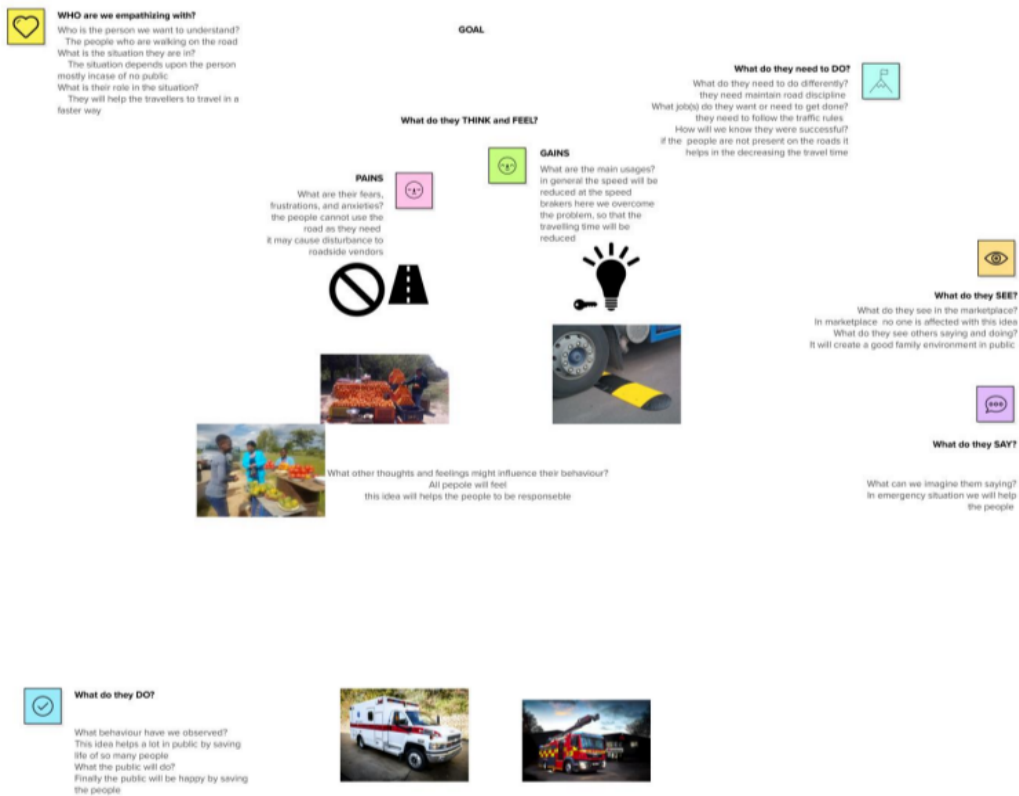 WHO are we empathizing with?
Who is the person we want to understand?
The people who are walking on the road
What is the situation they are in?
The situation depends upon the person
mostly incase of no public
What is their role in the situation?
They will help the travellers to travel in a
faster way
GOAL
What do they need to DO?
What do they need to do differently?
they need maintain road discipline
What job(s) do they want or need to get done?
they need to follow the traffic rules
How will we know they were successful?
if the people are not present on the roads it
helps in the decreasing the travel time
What do they THINK and FEEL?
PAINS
What are their fears,
frustrations, and anxieties?
the people cannot use the
road as they need
it may cause disturbance to
roadside vendors
GAINS
What are the main usages?
in general the speed will be
reduced at the speed
brakers here we overcome
the problem, so that the
travelling time will be
reduced
What do they SEE?
What do they see in the marketplace?
In marketplace no one is affected with this idea
What do they see others saying and doing?
It will create a good family environment in public
What do they SAY?
What can we imagine them saying?
In emergency situation we will help
the people
What other thoughts and feelings might influence their behaviour?
All pepole will feel
this idea will helps the people to be responseble
What do they DO?
What behaviour have we observed?
This idea helps a lot in public by saving
life of so many people
What the public will do?
Finally the public will be happy by saving
the people